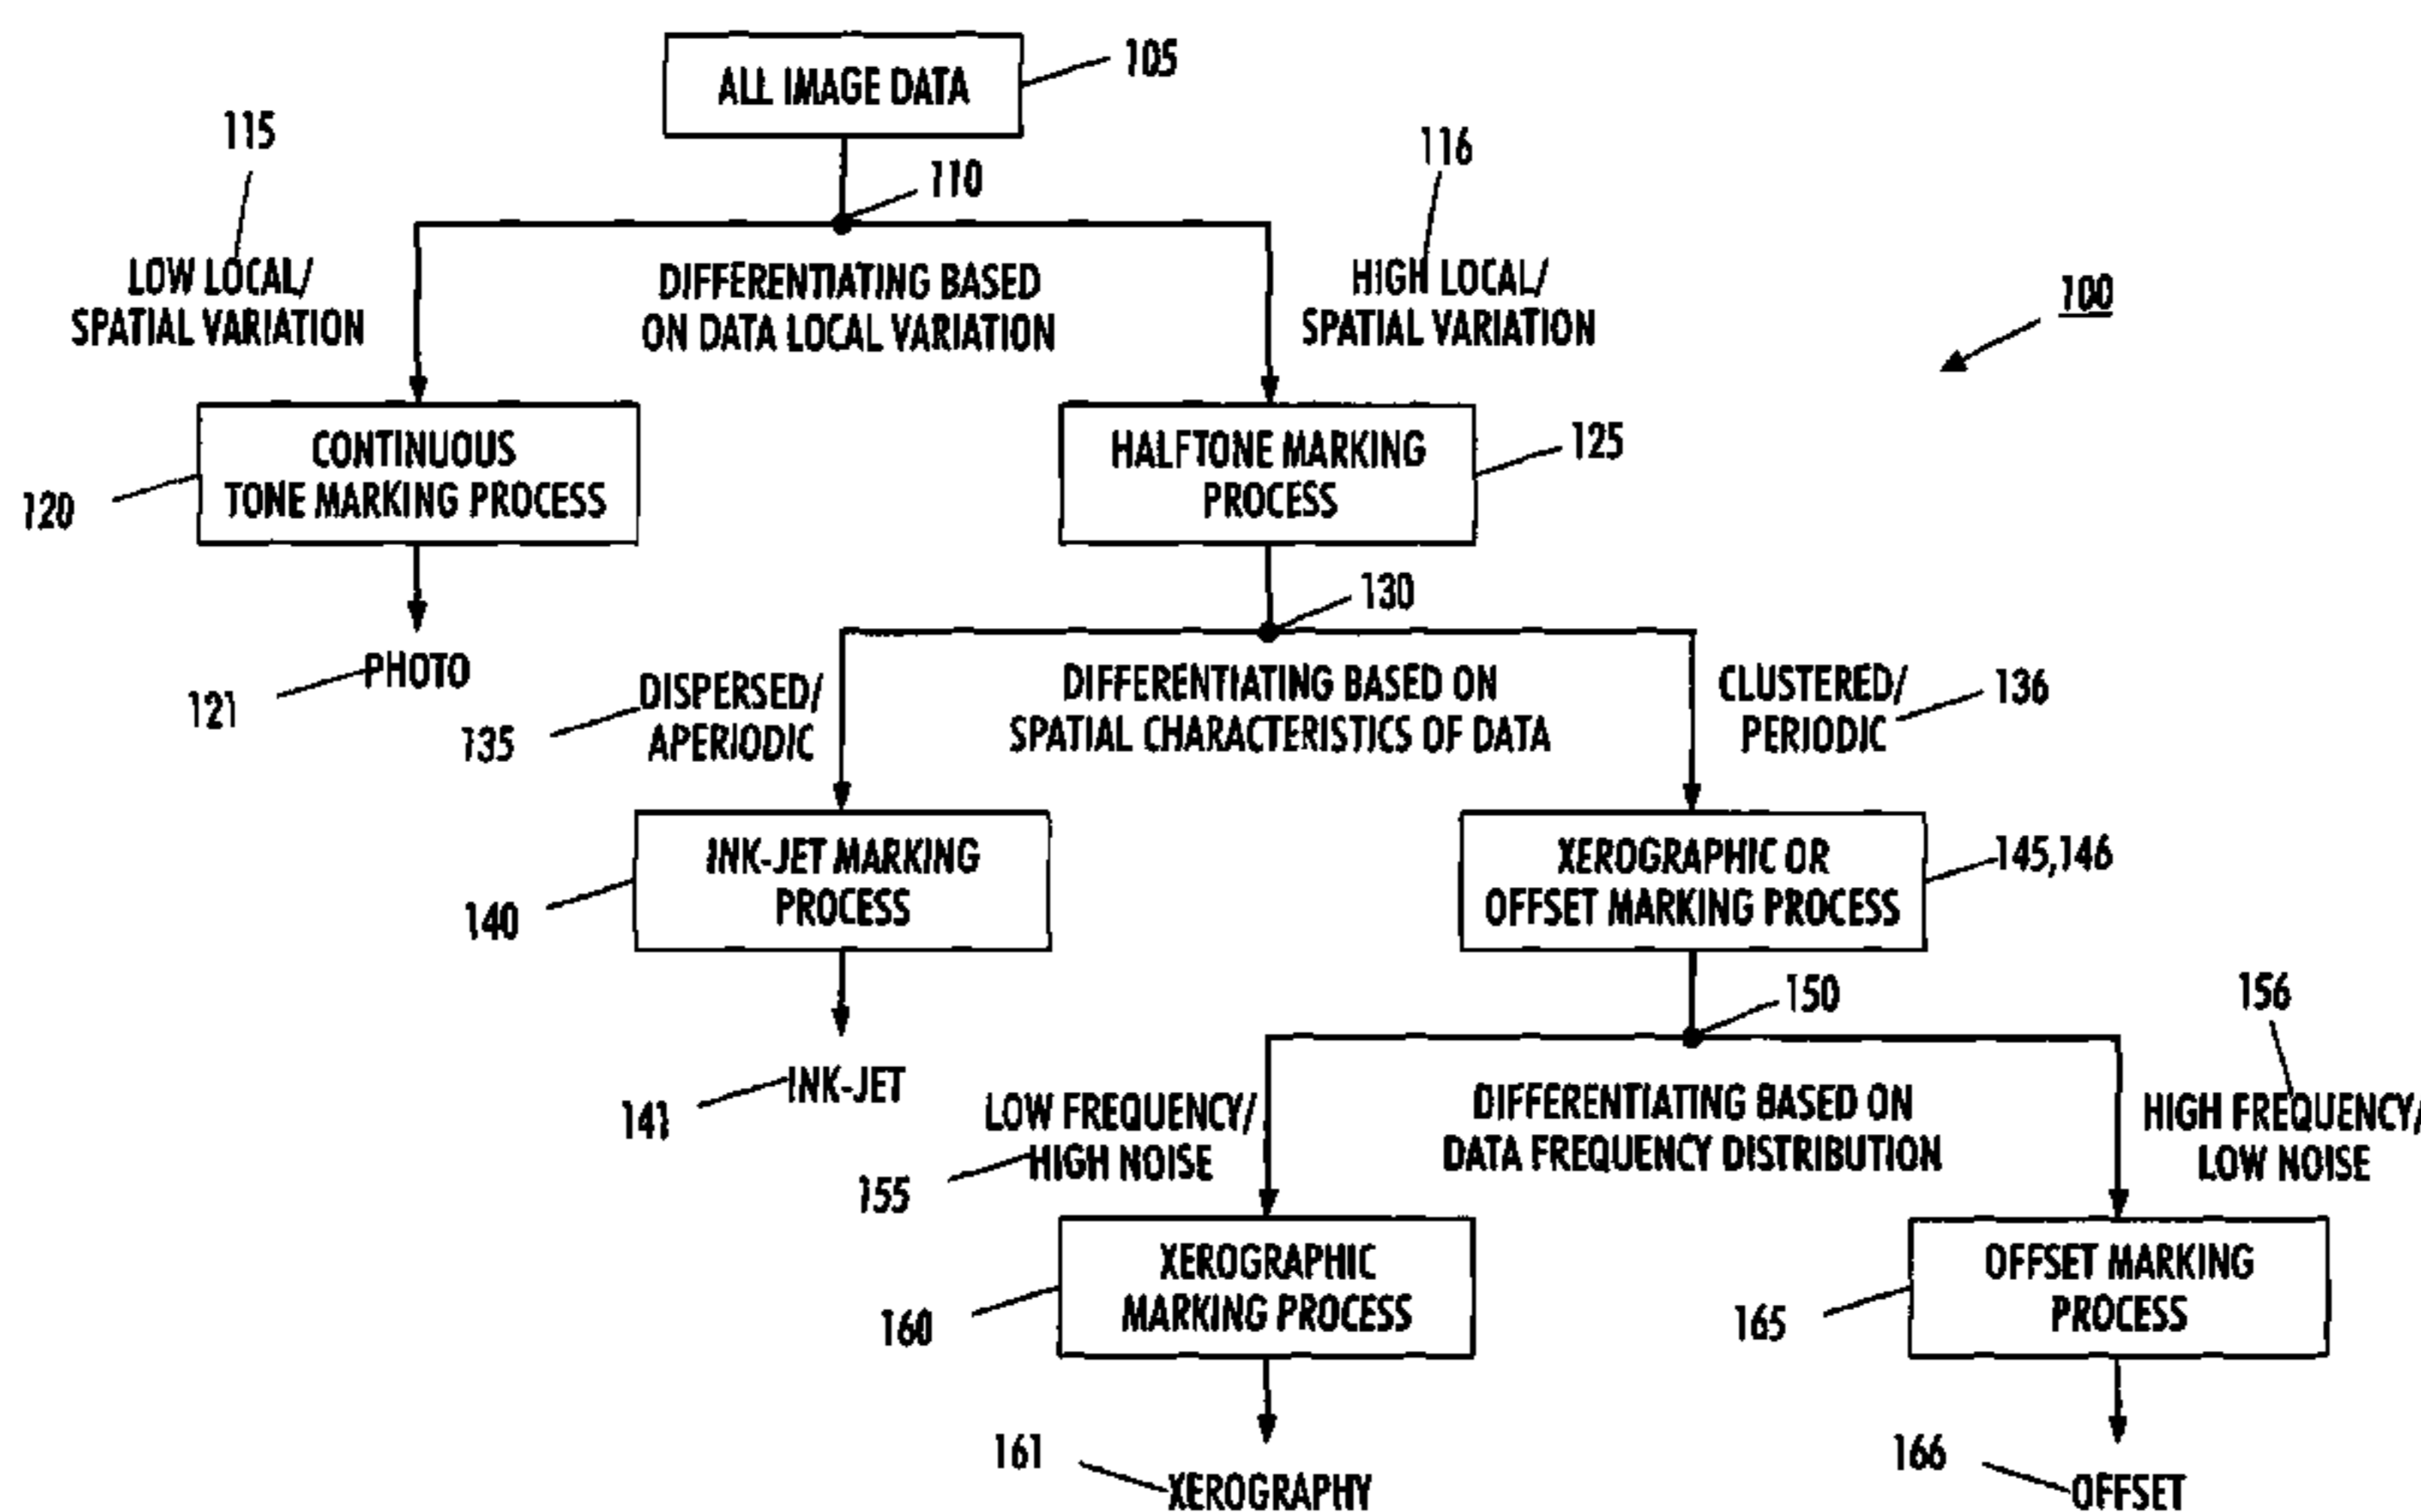 ALL IMAGE DATA
105
115
110
116
LOW LOCAL/
SPATIAL VARIATION
DIFFERENTIATING BASED
ON DATA LOCAL VARIATION
HIGH LOCAL/
SPATIAL VARIATION
100
CONTINUOUS
TONE MARKING PROCESS
120
HALFTONE MARKING
PROCESS
125
130
PHOTO
121
DISPERSED/
APERIODIC
135
DIFFERENTIATING BASED ON
SPATIAL CHARACTERISTICS OF DATA
CLUSTERED/
PERIODIC
136
INK-JET MARKING
PROCESS
140
XEROGRAPHIC OR
OFFSET MARKING PROCESS
145,146
150
156
INK-JET
141
LOW FREQUENCY/
HIGH NOISE
155
DIFFERENTIATING BASED ON
DATA FREQUENCY DISTRIBUTION
HIGH FREQUENCY/
LOW NOISE
XEROGRAPHIC
MARKING PROCESS
160
OFFSET MARKING
PROCESS
165
161
XEROGRAPHY
166
OFFSET